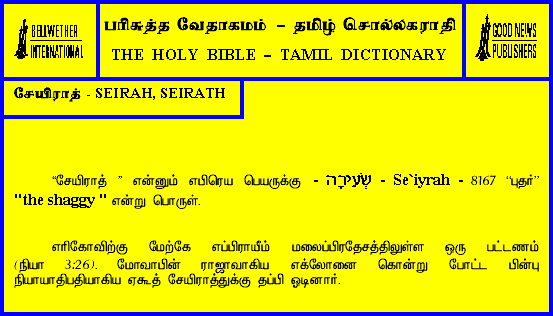 BELLWETHER
INTERNATIONAL
பரிசுத்த வேதாகமம் – தமிழ் சொல்லகராதி
THE HOLY BIBLE – TAMIL DICTIONARY
GOOD NEWS
PUBLISHERS
சேயிராத் - SEIRAH, SEIRATH
“சேயிராத் ” என்னும் எபிரெய பெயருக்கு - שְׂעִירָה - Se`iyrah - 8167 “புதர்”
"the shaggy " என்று பொருள்.
எரிகோவிற்கு மேற்கே எப்பிராயீம் மலைப்பிரதேசத்திலுள்ள ஒரு பட்டணம்
(நியா 3:26). மோவாபின் ராஜாவாகிய எக்லோனை கொன்று போட்ட பின்பு
நியாயாதிபதியாகிய ஏகூத் சேயிராத்துக்கு தப்பி ஓடினார்.